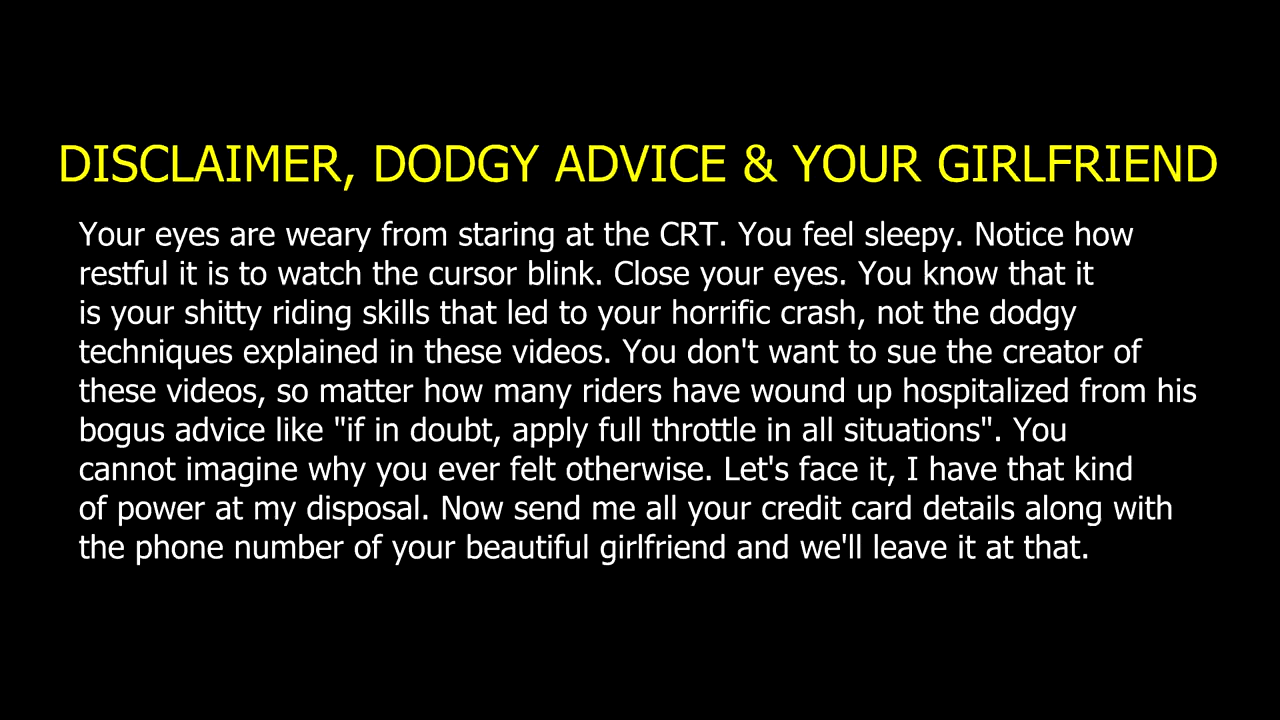 DISCLAIMER, DODGY ADVICE & YOUR GIRLFRIEND
Your eyes are weary from staring at the CRT. You feel sleepy. Notice how
restful it is to watch the cursor blink. Close your eyes. You know that it
is your shitty riding skills that led to your horrific crash, not the dodgy
techniques explained in these videos. You don't want to sue the creator of
these videos, so matter how many riders have wound up hospitalized from his
bogus advice like "if in doubt, apply full throttle in all situations". You
cannot imagine why you ever felt otherwise. Let's face it, I have that kind
of power at my disposal. Now send me all your credit card details along with
the phone number of your beautiful girlfriend and we'll leave it at that.